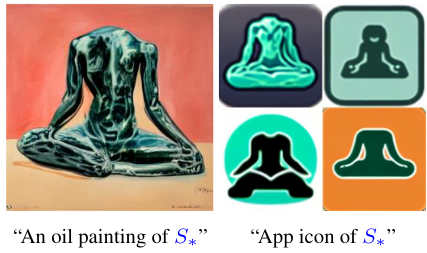 “An oil painting of S*”
“App icon of S*”